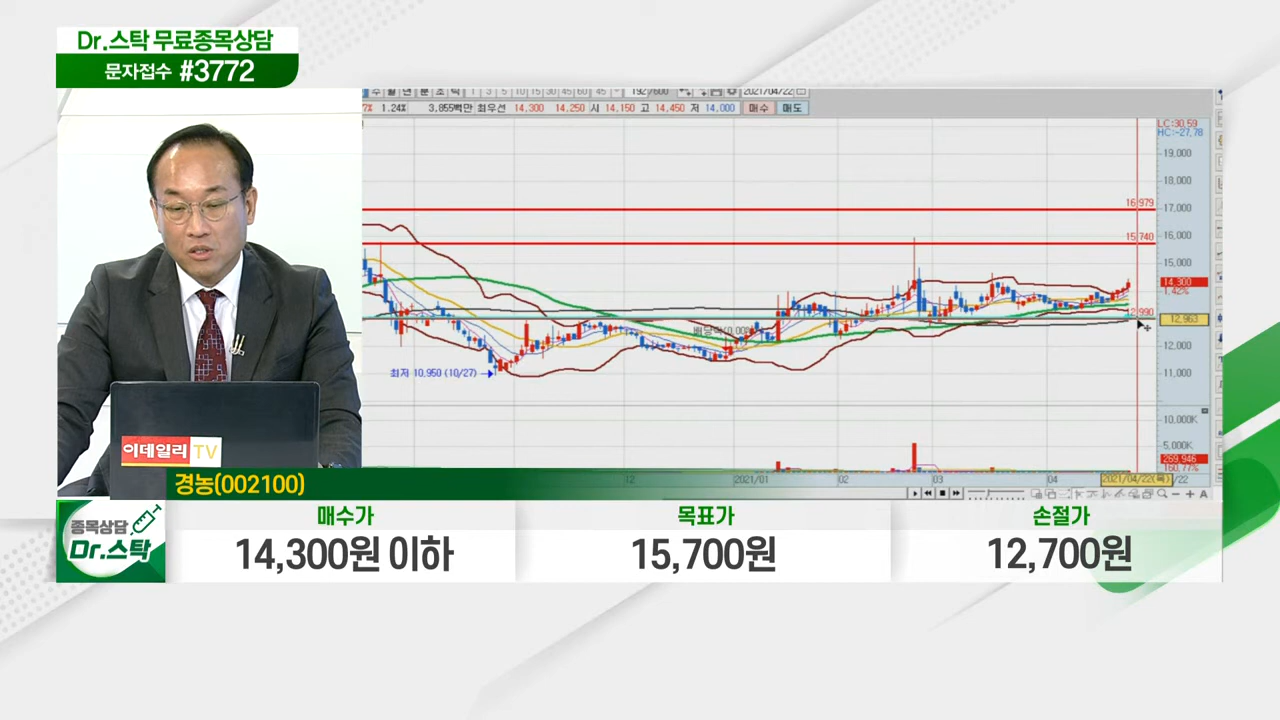 Dr.스탁 무료종목상담
문자접수 #3772
1.24% 3,855백만 최우선 14,300 14,250 시 14,150 고 14,450 저 14,000 매수 매도
LC:30.59
HC:-27.78
19,000
18,000
16,979
17,000
15,740
16,000
15,000
14,300
1.42%
12,990
12,963
12,000
11,000
최저 10,950 (10/27)
10,000K
5,000K
269,946
160.77%
12 2021/01 02 03 04 2021/04/22(목) /22
이데일리 TV
경농(002100)
종목상담
Dr.스탁
매수가 목표가 손절가
14,300원 이하 15,700원 12,700원